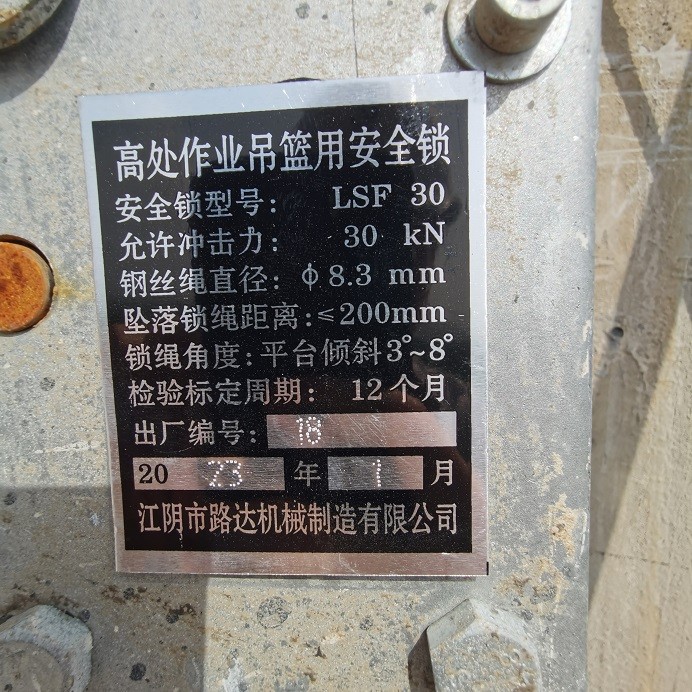 高处作业吊篮用安全锁
安全锁型号: LSF 30
允许冲击力: 30 kN
钢丝绳直径: φ8.3 mm
坠落锁绳距离:≤200mm
锁绳角度:平台倾斜3°~8°
检验标定周期: 12个月
出厂编号: 18
2023年1月
江阴市路达机械制造有限公司